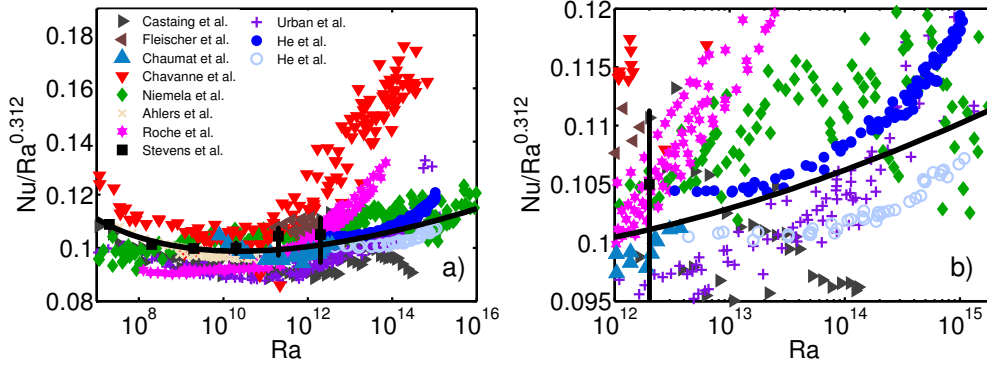 Castaing et al.
Fleischer et al.
Chaumat et al.
Chavanne et al.
Niemela et al.
Ahlers et al.
Roche et al.
Stevens et al.
Urban et al.
He et al.
He et al.
Nu/Ra^0.312
0.18
0.16
0.14
0.12
0.1
0.08
10^8
10^10
10^12
10^14
10^16
Ra
a)
Nu/Ra^0.312
0.12
0.115
0.11
0.105
0.1
0.095
10^12
10^13
10^14
10^15
Ra
b)